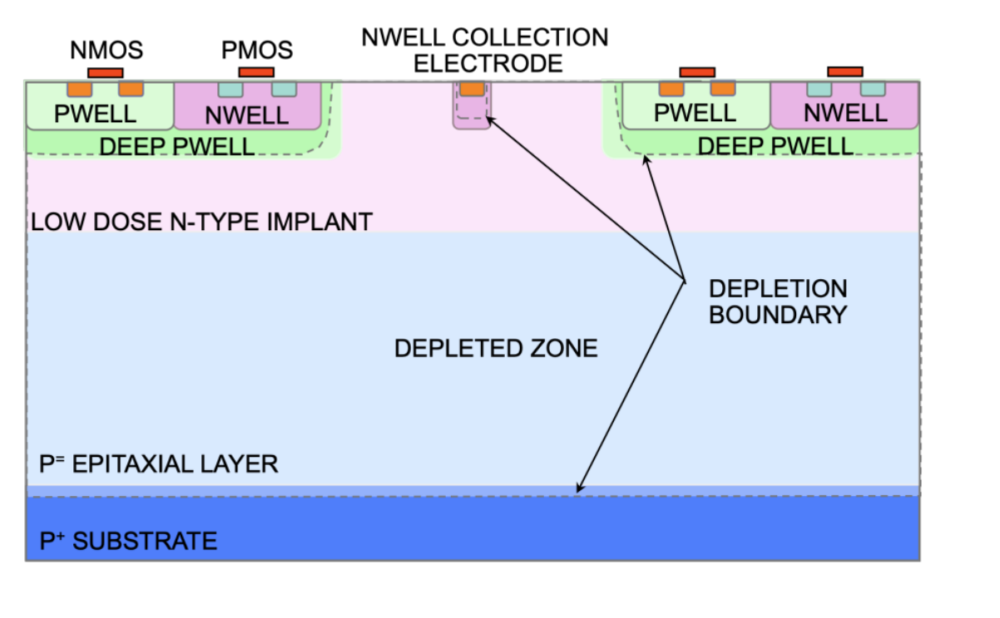 NMOS
PMOS
NWELL COLLECTION
ELECTRODE
PWELL
NWELL
PWELL
NWELL
DEEP PWELL
DEEP PWELL
LOW DOSE N-TYPE IMPLANT
DEPLETION
BOUNDARY
DEPLETED ZONE
P⁼ EPITAXIAL LAYER
P⁺ SUBSTRATE